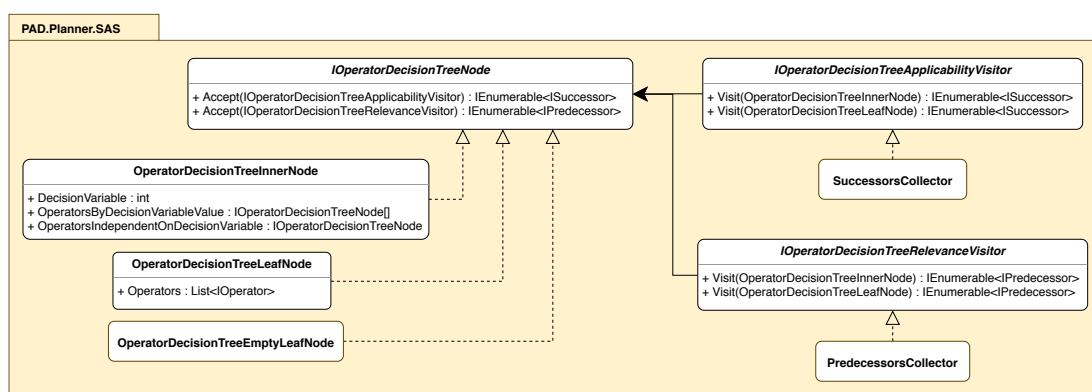 PAD.Planner.SAS
IOperatorDecisionTreeNode
+ Accept(IOperatorDecisionTreeApplicabilityVisitor) : IEnumerable<ISuccessor>
+ Accept(IOperatorDecisionTreeRelevanceVisitor) : IEnumerable<IPredecessor>
IOperatorDecisionTreeApplicabilityVisitor
+ Visit(OperatorDecisionTreeInnerNode) : IEnumerable<ISuccessor>
+ Visit(OperatorDecisionTreeLeafNode) : IEnumerable<ISuccessor>
OperatorDecisionTreeInnerNode
+ DecisionVariable : int
+ OperatorsByDecisionVariableValue : IOperatorDecisionTreeNode[]
+ OperatorsIndependentOnDecisionVariable : IOperatorDecisionTreeNode
SuccessorsCollector
OperatorDecisionTreeLeafNode
+ Operators : List<IOperator>
IOperatorDecisionTreeRelevanceVisitor
+ Visit(OperatorDecisionTreeInnerNode) : IEnumerable<IPredecessor>
+ Visit(OperatorDecisionTreeLeafNode) : IEnumerable<IPredecessor>
OperatorDecisionTreeEmptyLeafNode
PredecessorsCollector